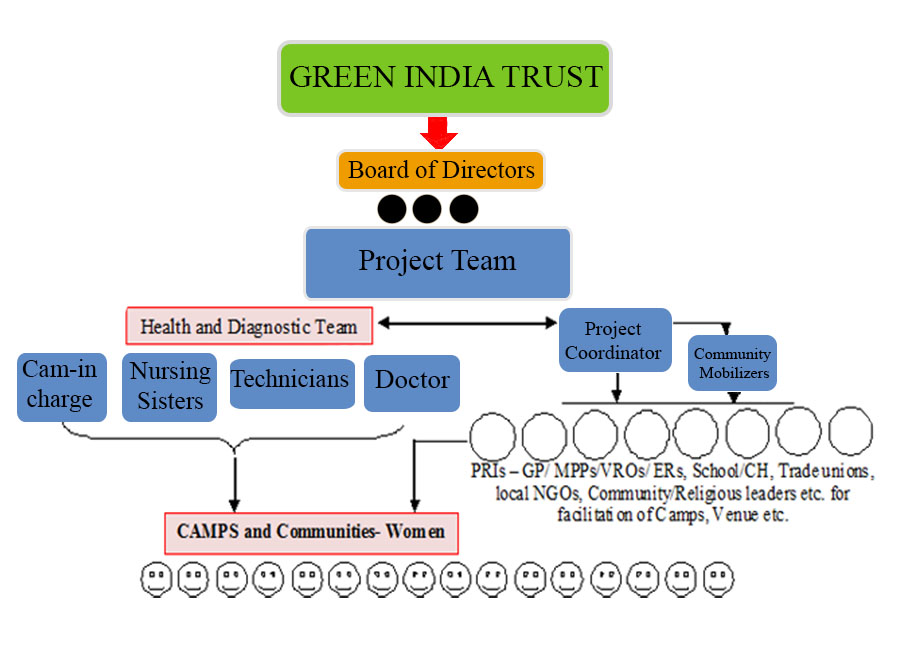 GREEN INDIA TRUST
Board of Directors
Project Team
Health and Diagnostic Team
Project
Coordinator
Community
Mobilizers
Cam-in
charge
Nursing
Sisters
Technicians
Doctor
PRIs – GP/ MPPs/VROs/ ERs, School/CH, Trade unions,
local NGOs, Community/Religious leaders etc. for
facilitation of Camps, Venue etc.
CAMPS and Communities- Women